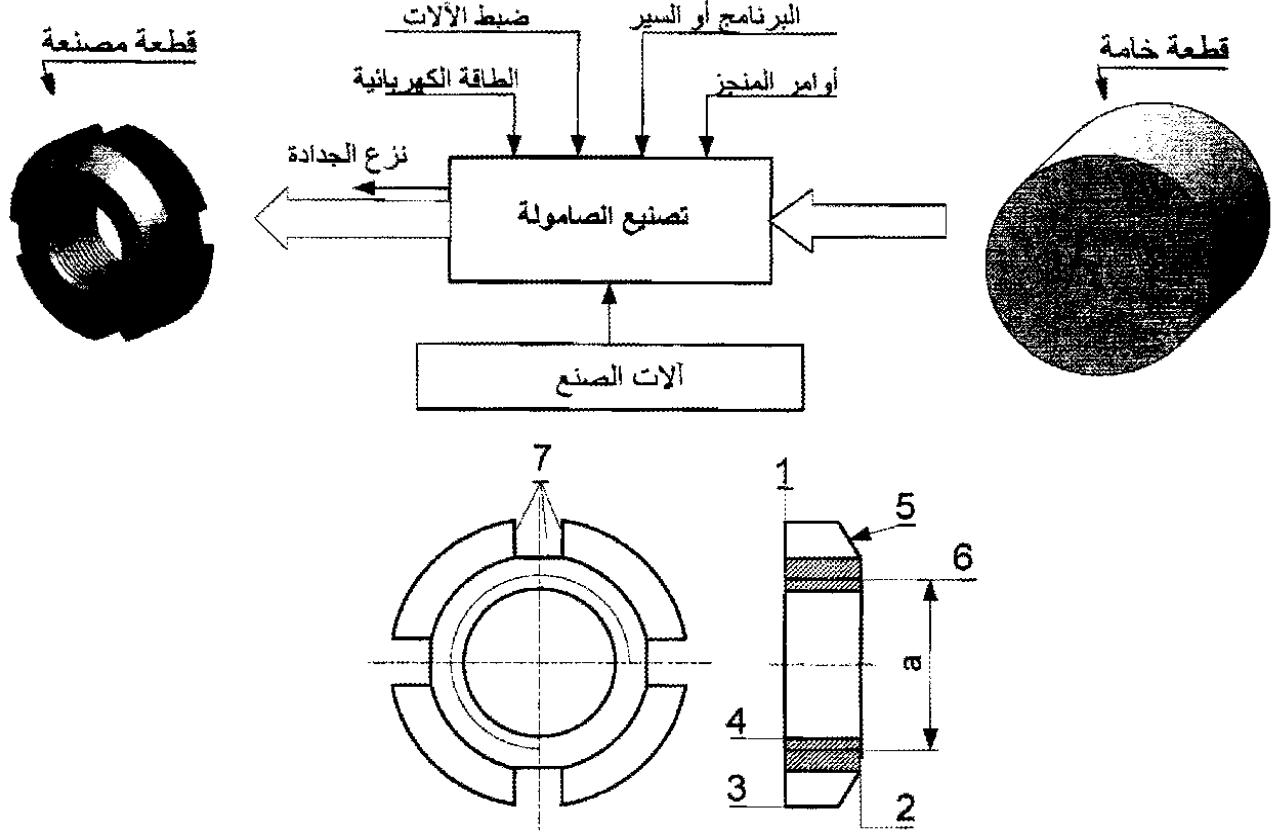 قطعة خامة
البرنامج أو السير
ضبط الآلات
قطعة مصنعة
أوامر المنجز
الطاقة الكهربائية
نزع الجدادة
تصنيع الصامولة
آلات الصنع
7
1
5
6
a
4
3
2